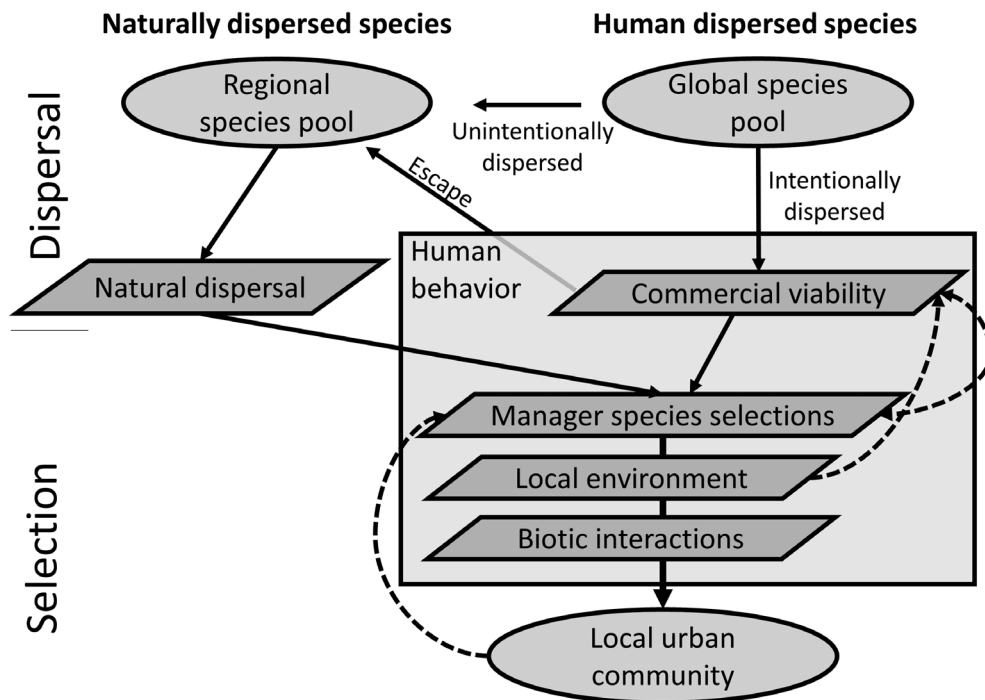 Naturally dispersed species
Human dispersed species
Dispersal
Regional
species pool
Global species
pool
Unintentionally
dispersed
Escape
Intentionally
dispersed
Human
behavior
Natural dispersal
Commercial viability
Selection
Manager species selections
Local environment
Biotic interactions
Local urban
community